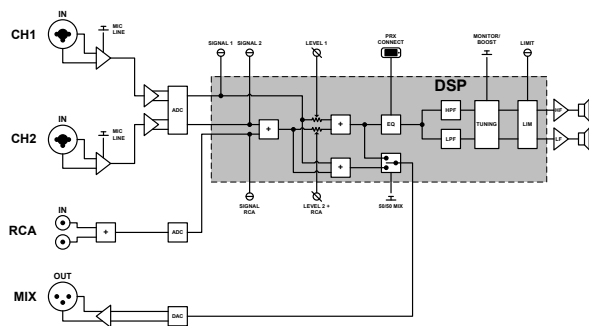 IN
CH1
MIC
LINE
SIGNAL 1
SIGNAL 2
LEVEL 1
PRX
CONNECT
MONITOR/
BOOST
LIMIT
DSP
ADC
HPF
HF
+
+
EQ
TUNING
LIM
LPF
LF
IN
CH2
MIC
LINE
+
SIGNAL
RCA
LEVEL 2 +
RCA
50/50 MIX
IN
RCA
+
ADC
OUT
MIX
DAC